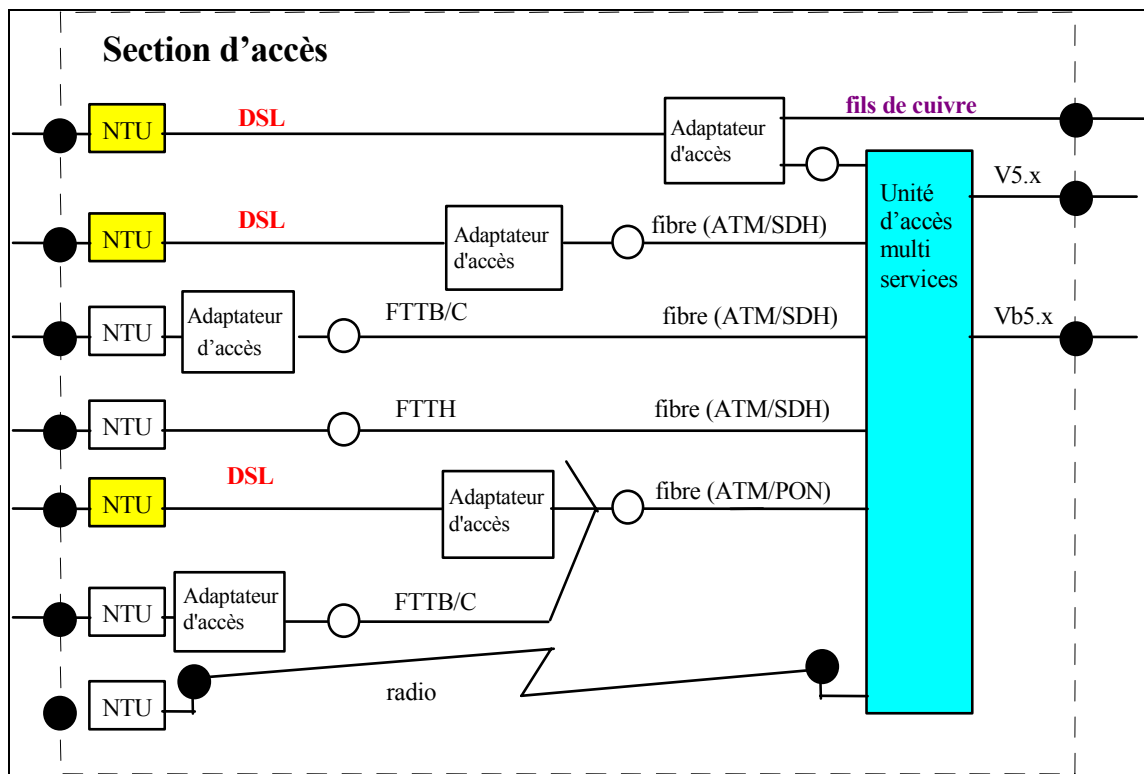 Section d’accès
fils de cuivre
DSL
NTU
Adaptateur
d'accès
V5.x
Unité
d’accès
multi
services
DSL
NTU
Adaptateur
d'accès
fibre (ATM/SDH)
FTTB/C
fibre (ATM/SDH)
Vb5.x
NTU
Adaptateur
d’accès
FTTH
fibre (ATM/SDH)
NTU
DSL
NTU
Adaptateur
d'accès
fibre (ATM/PON)
NTU
Adaptateur
d'accès
FTTB/C
radio
NTU